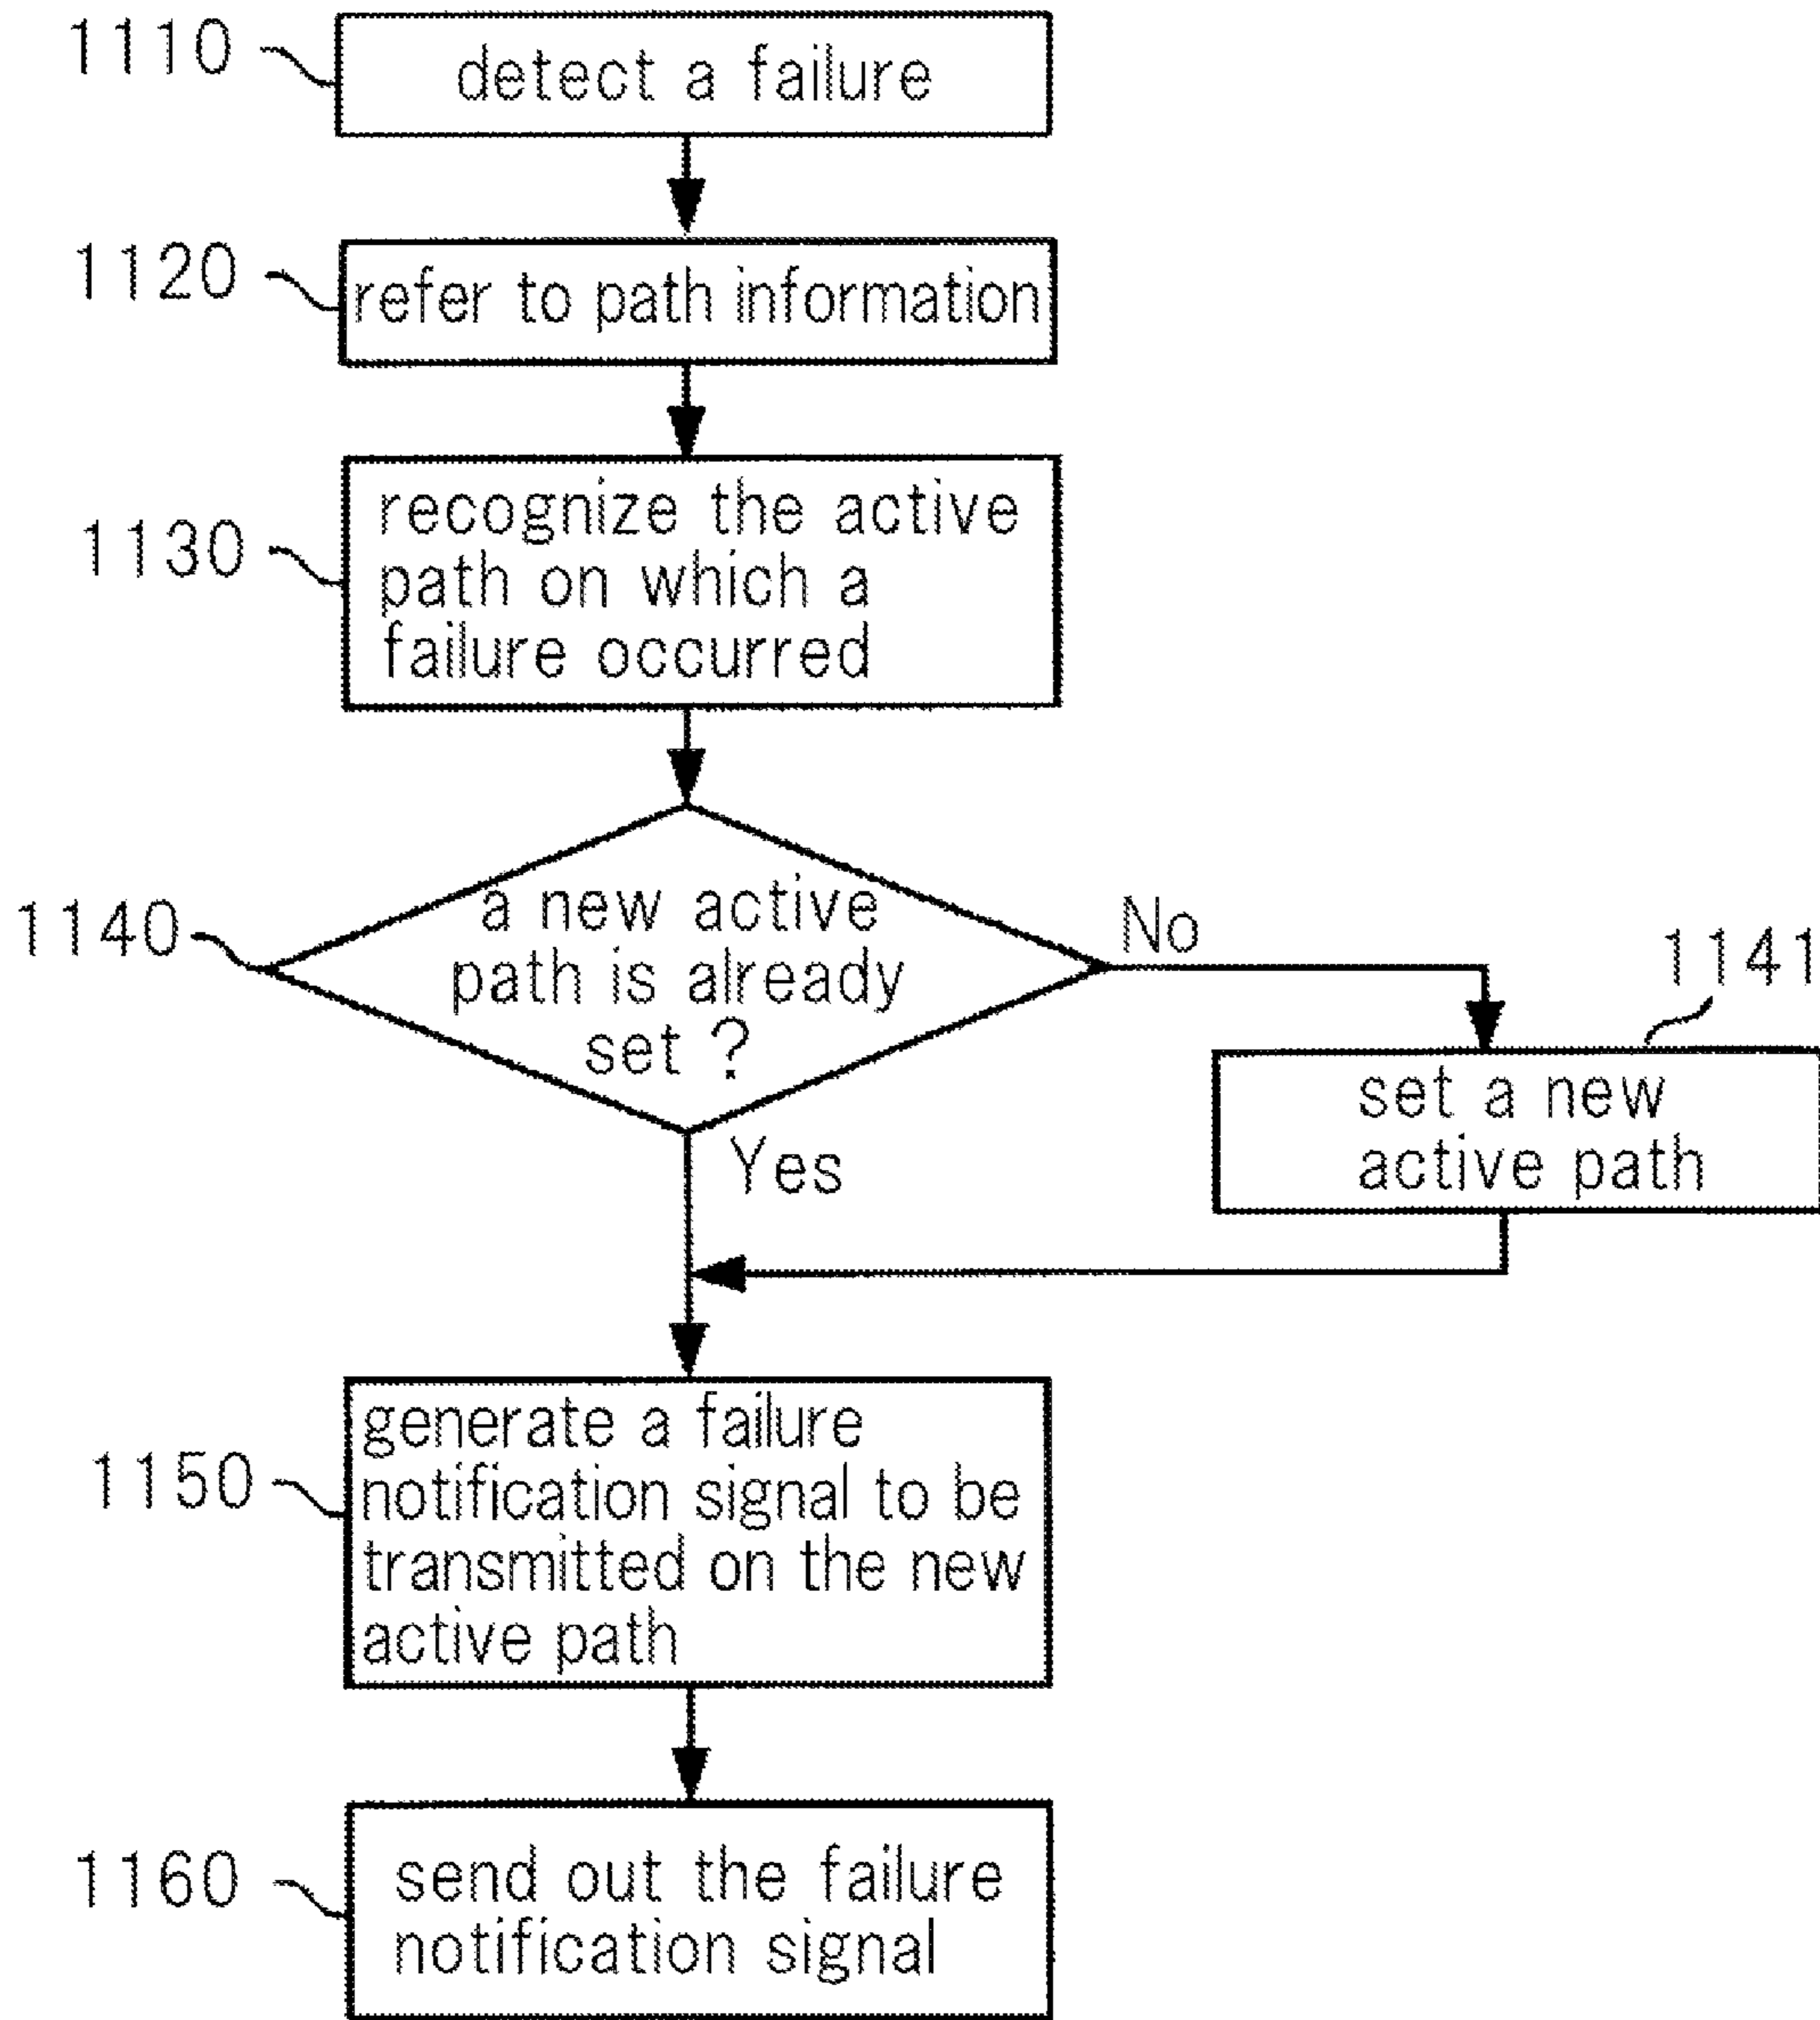 1110
detect a failure
1120
refer to path information
1130
recognize the active
path on which a
failure occurred
1140
a new active
path is already
set ?
No
1141
set a new
active path
Yes
1150
generate a failure
notification signal to be
transmitted on the new
active path
1160
send out the failure
notification signal